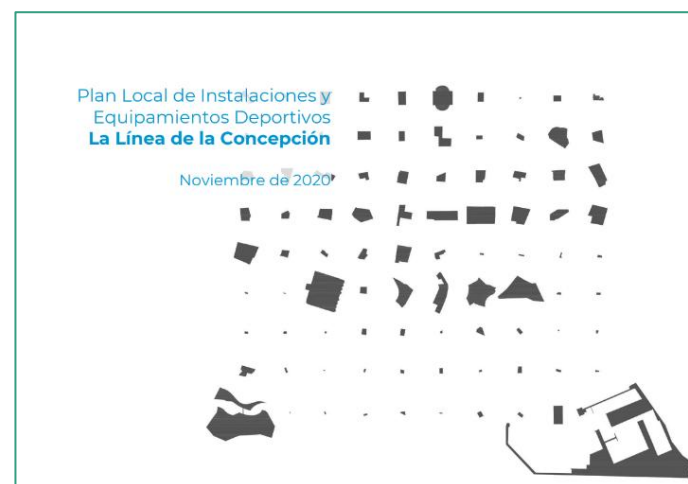 Plan Local de Instalaciones y
Equipamientos Deportivos
La Línea de la Concepción
Noviembre de 2020